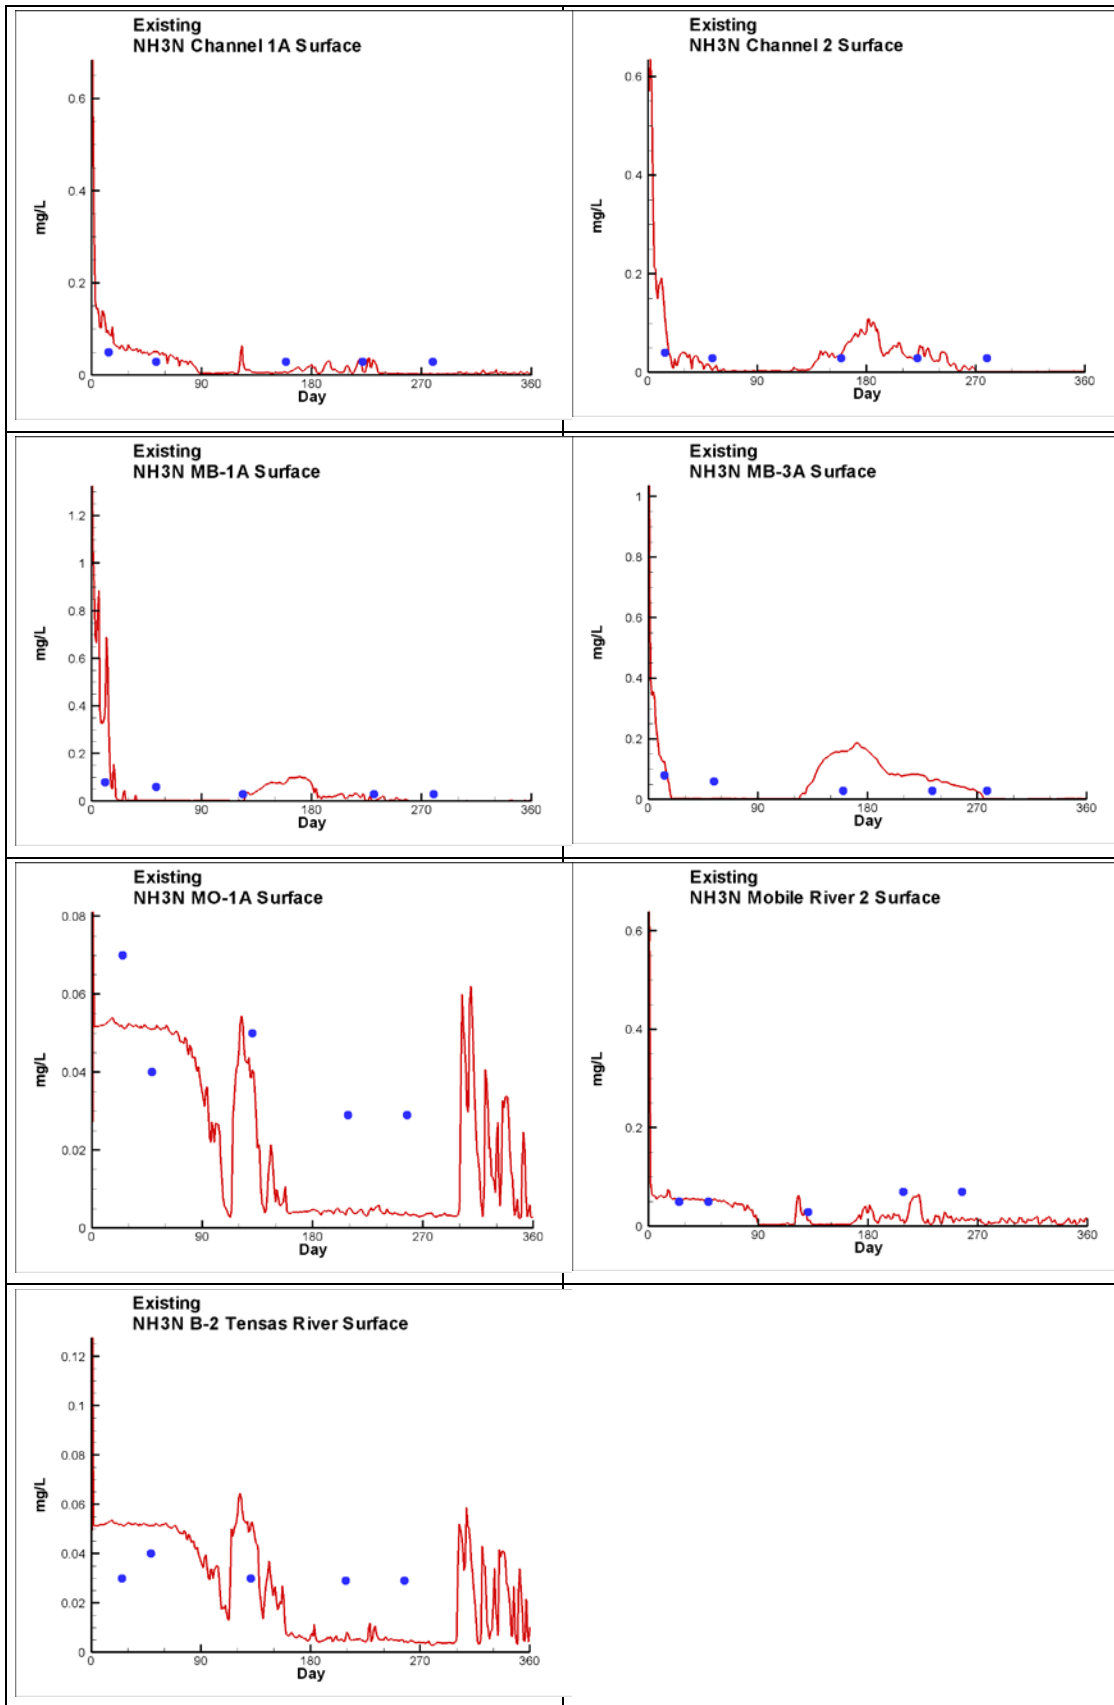 Existing
NH3N Channel 1A Surface
0.6
0.4
0.2
0
mg/L
0 90 180 270 360
Day
Existing
NH3N Channel 2 Surface
0.6
0.4
0.2
0
mg/L
0 90 180 270 360
Day
Existing
NH3N MB-1A Surface
1.2
1
0.8
0.6
0.4
0.2
0
mg/L
0 90 180 270 360
Day
Existing
NH3N MB-3A Surface
1
0.8
0.6
0.4
0.2
0
mg/L
0 90 180 270 360
Day
Existing
NH3N MO-1A Surface
0.08
0.06
0.04
0.02
0
mg/L
0 90 180 270 360
Day
Existing
NH3N Mobile River 2 Surface
0.6
0.4
0.2
0
mg/L
0 90 180 270 360
Day
Existing
NH3N B-2 Tensas River Surface
0.12
0.1
0.08
0.06
0.04
0.02
0
mg/L
0 90 180 270 360
Day